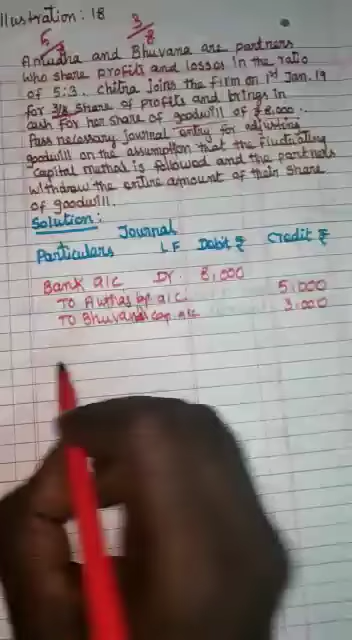 llustration: 18
5/8 3/8
Anudha and Bhuvana are partners
who share profits and losses in the ratio
of 5:3. chitra joins the firm on 1st Jan. 19
for 3/8 share of profits and brings in
cash for her share of goodwill of ₹ 8,000.
Pass necessary journal entry for adjusting
goodwill on the assumption that the fluctuating
capital method is followed and the partners
withdrew the entire amount of their share
of goodwill.
Solution:
Journal
Particulars LF Debit ₹ Credit ₹
Bank a/c Dr. 8,000
To cap a/c 5,000
To Bhuvana cap a/c 3,000